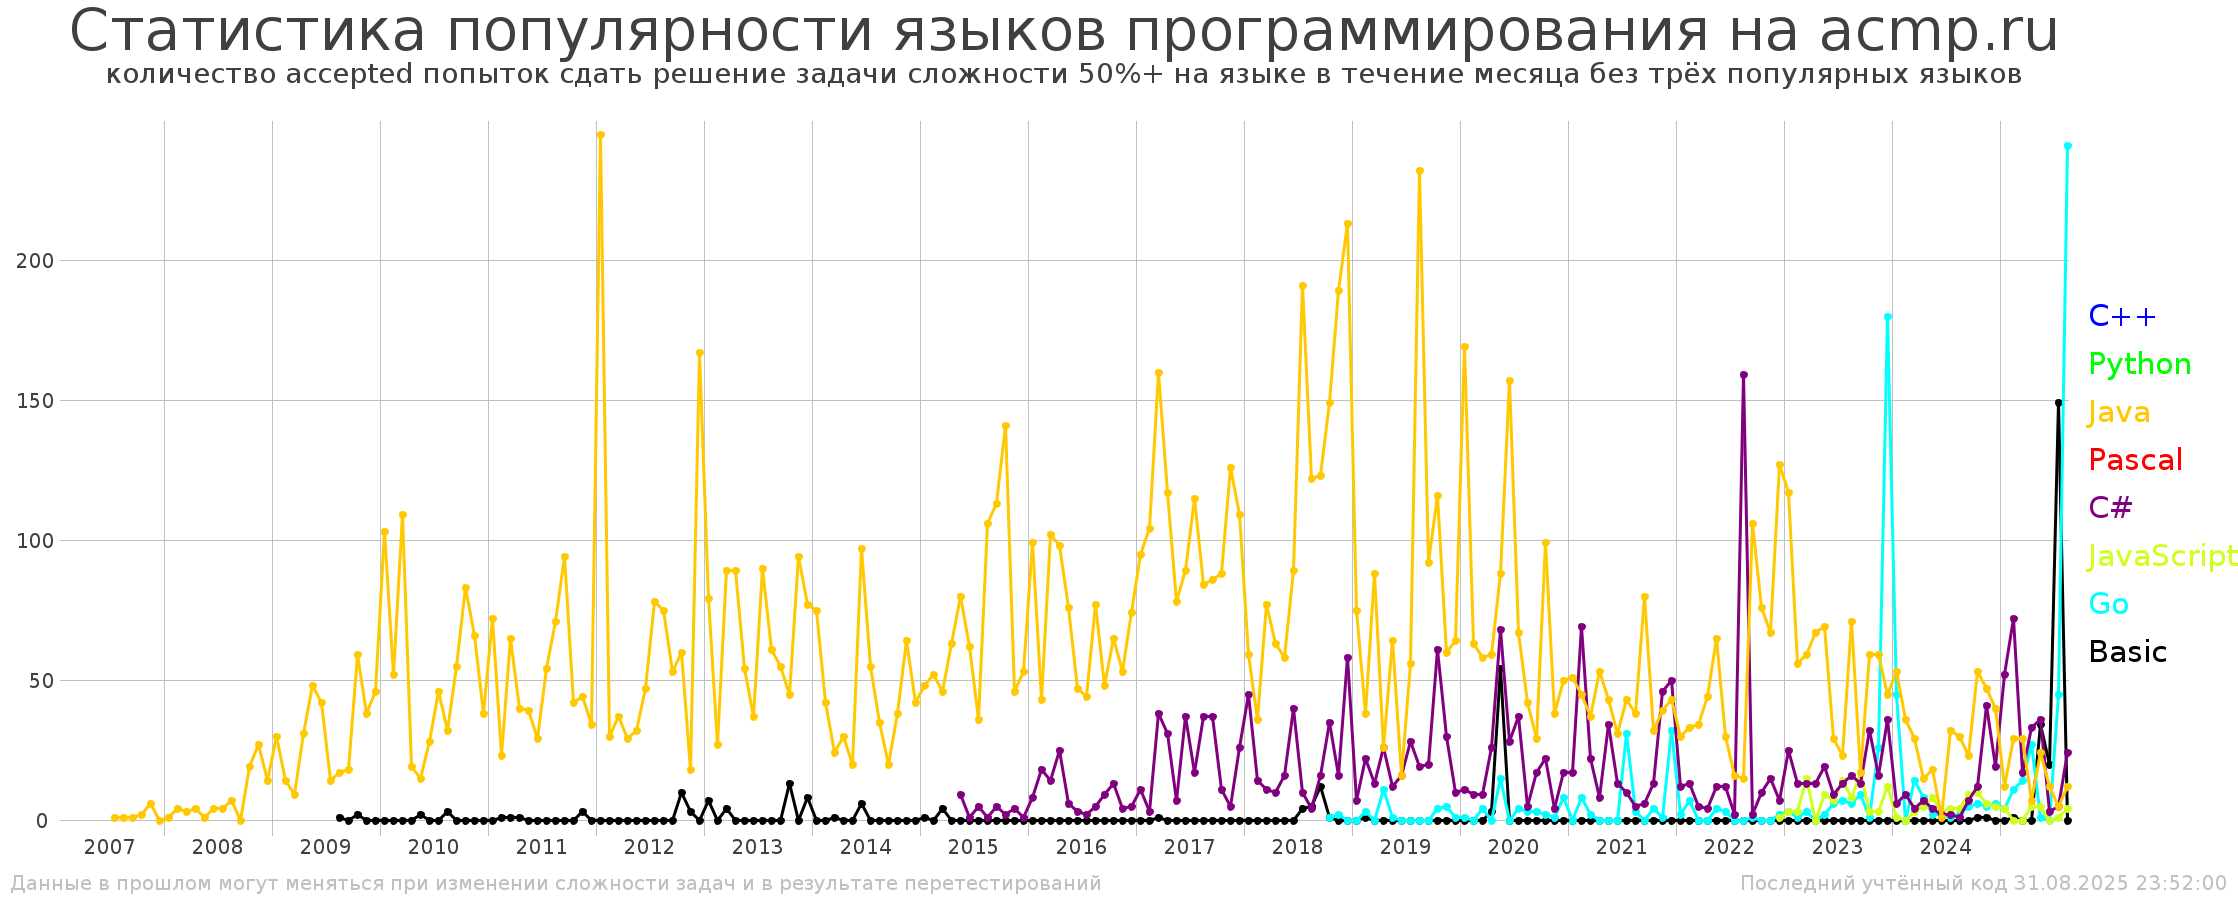 Статистика популярности языков программирования на acmp.ru
количество accepted попыток сдать решение задачи сложности 50%+ на языке в течение месяца без трёх популярных языков
200
150
100
50
0
C++
Python
Java
Pascal
C#
JavaScript
Go
Basic
2007 2008 2009 2010 2011 2012 2013 2014 2015 2016 2017 2018 2019 2020 2021 2022 2023 2024
Данные в прошлом могут меняться при изменении сложности задач и в результате перетестирований
Последний учтённый код 31.08.2025 23:52:00